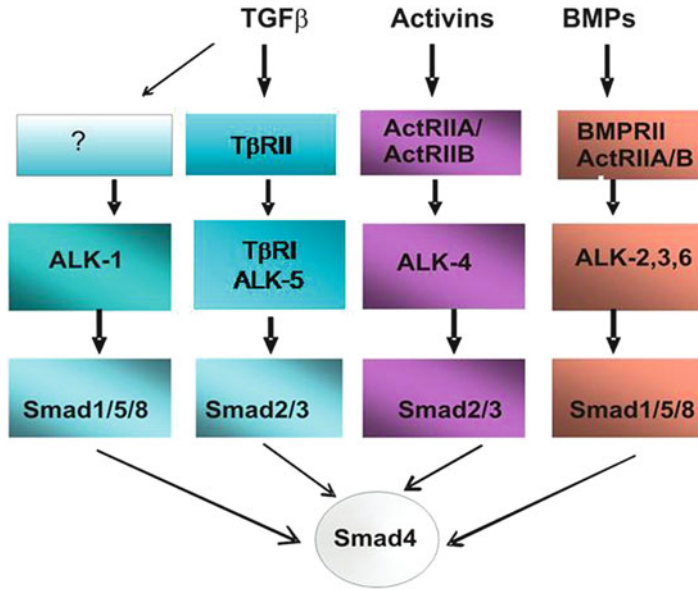 TGFβ
Activins
BMPs
?
TβRII
ActRIIA/
ActRIIB
BMPRII
ActRIIA/B
ALK-1
TβRI
ALK-5
ALK-4
ALK-2,3,6
Smad1/5/8
Smad2/3
Smad2/3
Smad1/5/8
Smad4